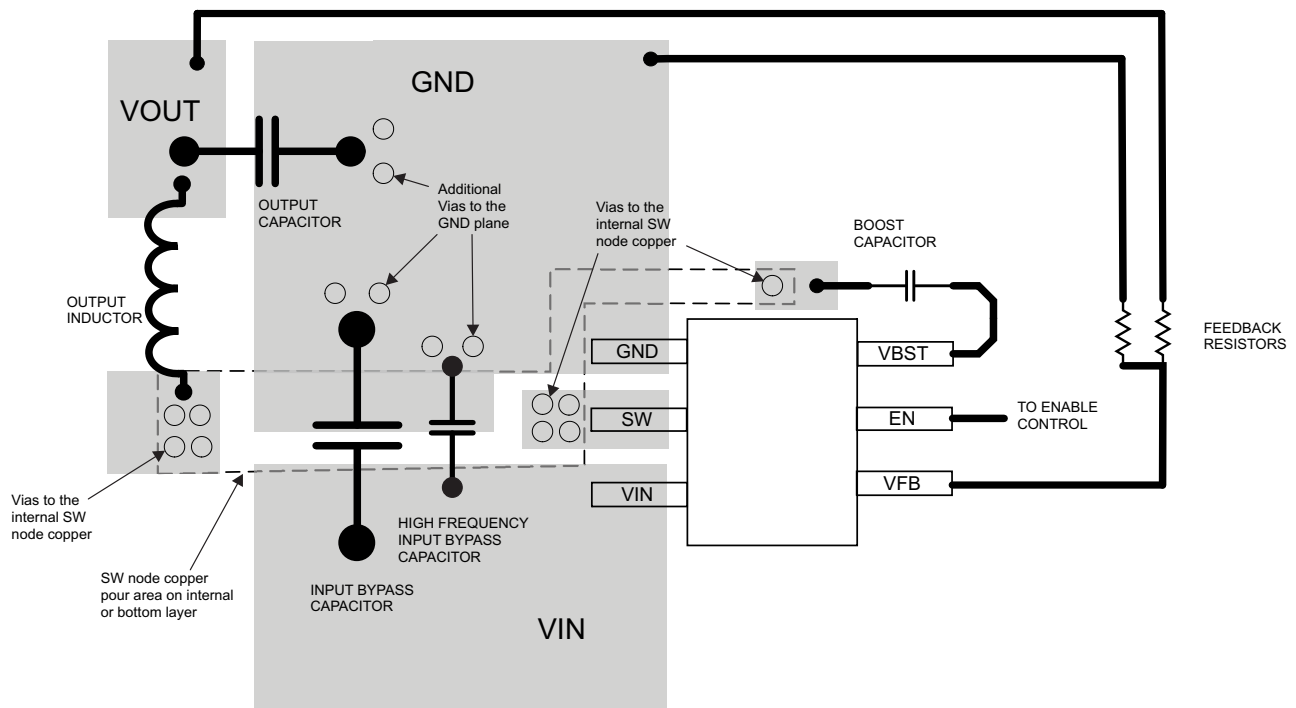 GND
VOUT
OUTPUT
CAPACITOR
Additional
Vias to the
GND plane
Vias to the
internal SW
node copper
BOOST
CAPACITOR
OUTPUT
INDUCTOR
FEEDBACK
RESISTORS
GND
VBST
SW
EN
TO ENABLE
CONTROL
VIN
VFB
Vias to the
internal SW
node copper
HIGH FREQUENCY
INPUT BYPASS
CAPACITOR
SW node copper
pour area on internal
or bottom layer
INPUT BYPASS
CAPACITOR
VIN